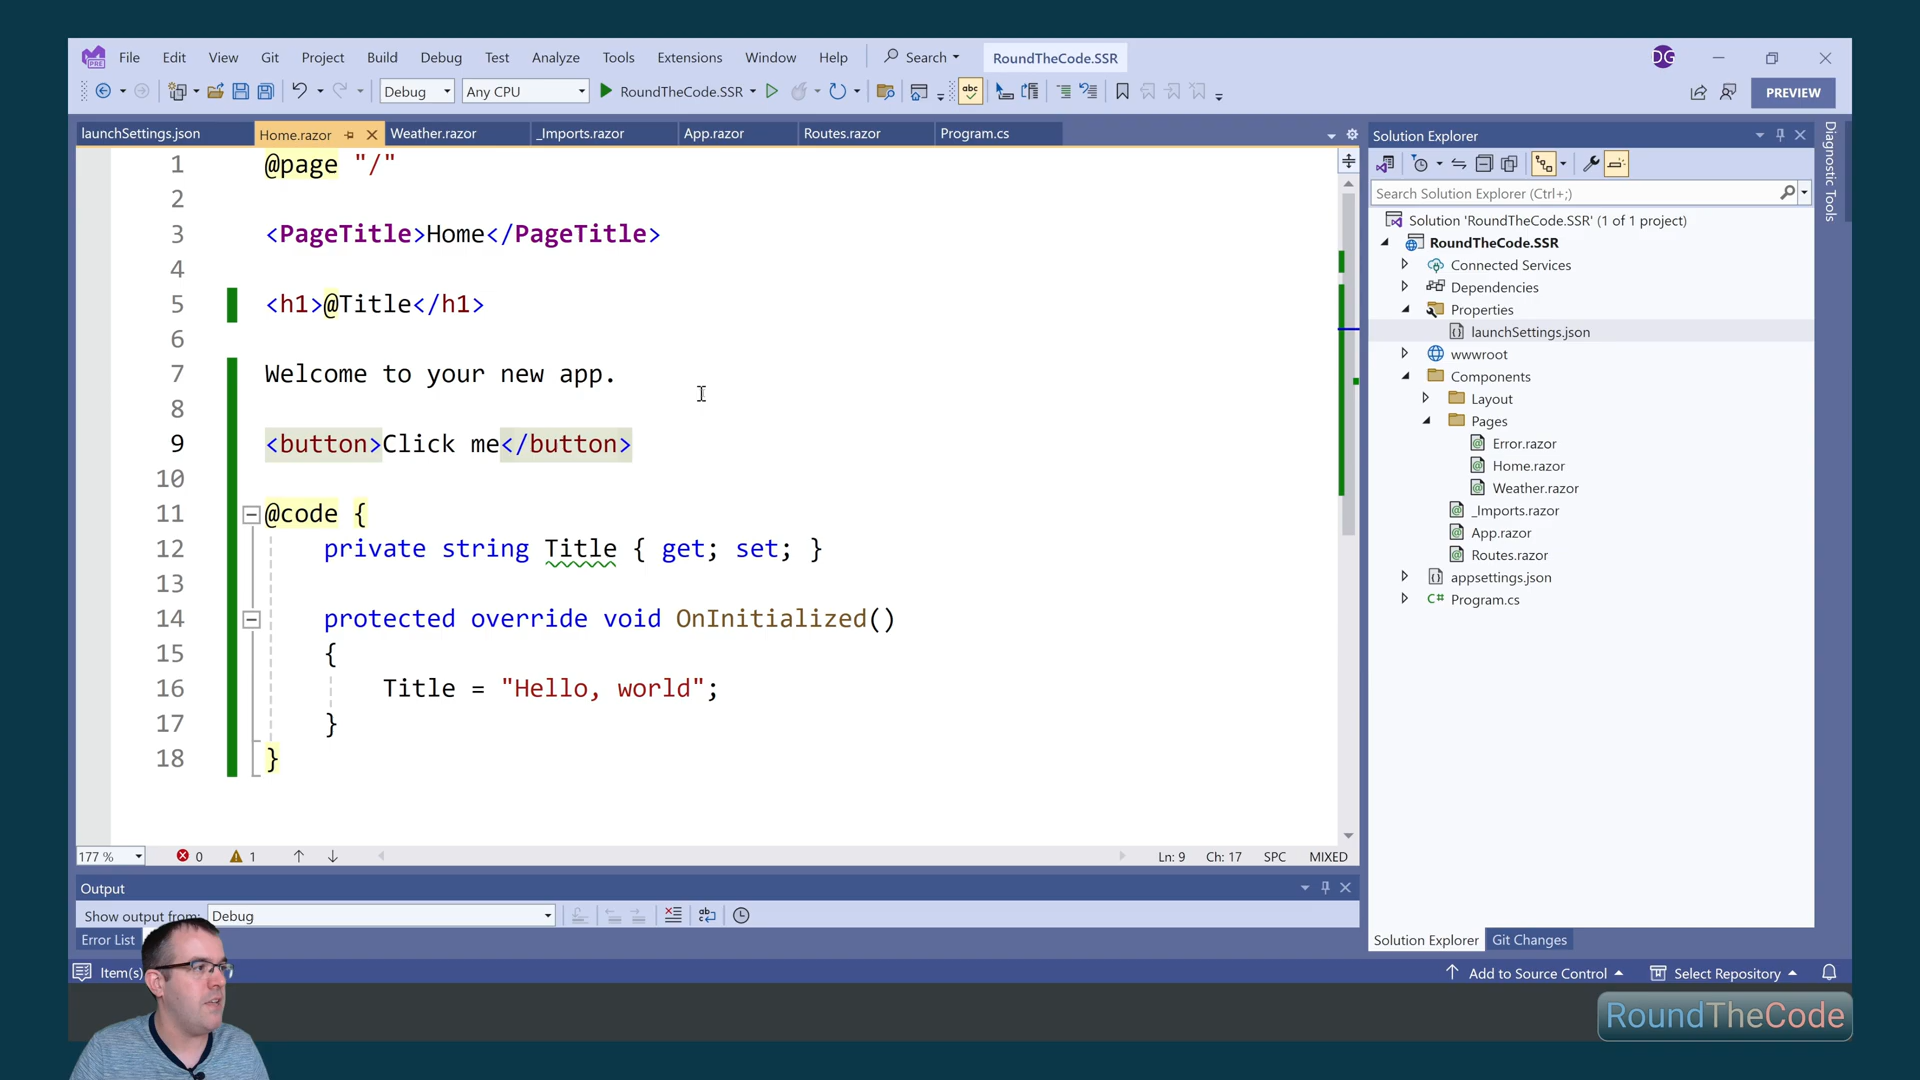 File Edit View Git Project Build Debug Test Analyze Tools Extensions Window Help Search RoundTheCode.SSR DG
Debug Any CPU RoundTheCode.SSR abc PREVIEW
launchSettings.json Home.razor Weather.razor _Imports.razor App.razor Routes.razor Program.cs
1 @page "/"
2
3 <PageTitle>Home</PageTitle>
4
5 <h1>@Title</h1>
6
7 Welcome to your new app.
8
9 <button>Click me</button>
10
11 @code {
12 private string Title { get; set; }
13
14 protected override void OnInitialized()
15 {
16 Title = "Hello, world";
17 }
18 }
177 % 0 1 Ln: 9 Ch: 17 SPC MIXED
Output
Show output from: Debug
Error List
Item(s)
Solution Explorer
Search Solution Explorer (Ctrl+;)
Solution 'RoundTheCode.SSR' (1 of 1 project)
RoundTheCode.SSR
Connected Services
Dependencies
Properties
launchSettings.json
wwwroot
Components
Layout
Pages
Error.razor
Home.razor
Weather.razor
_Imports.razor
App.razor
Routes.razor
appsettings.json
C# Program.cs
Solution Explorer Git Changes
Diagnostic Tools
Add to Source Control Select Repository
RoundTheCode